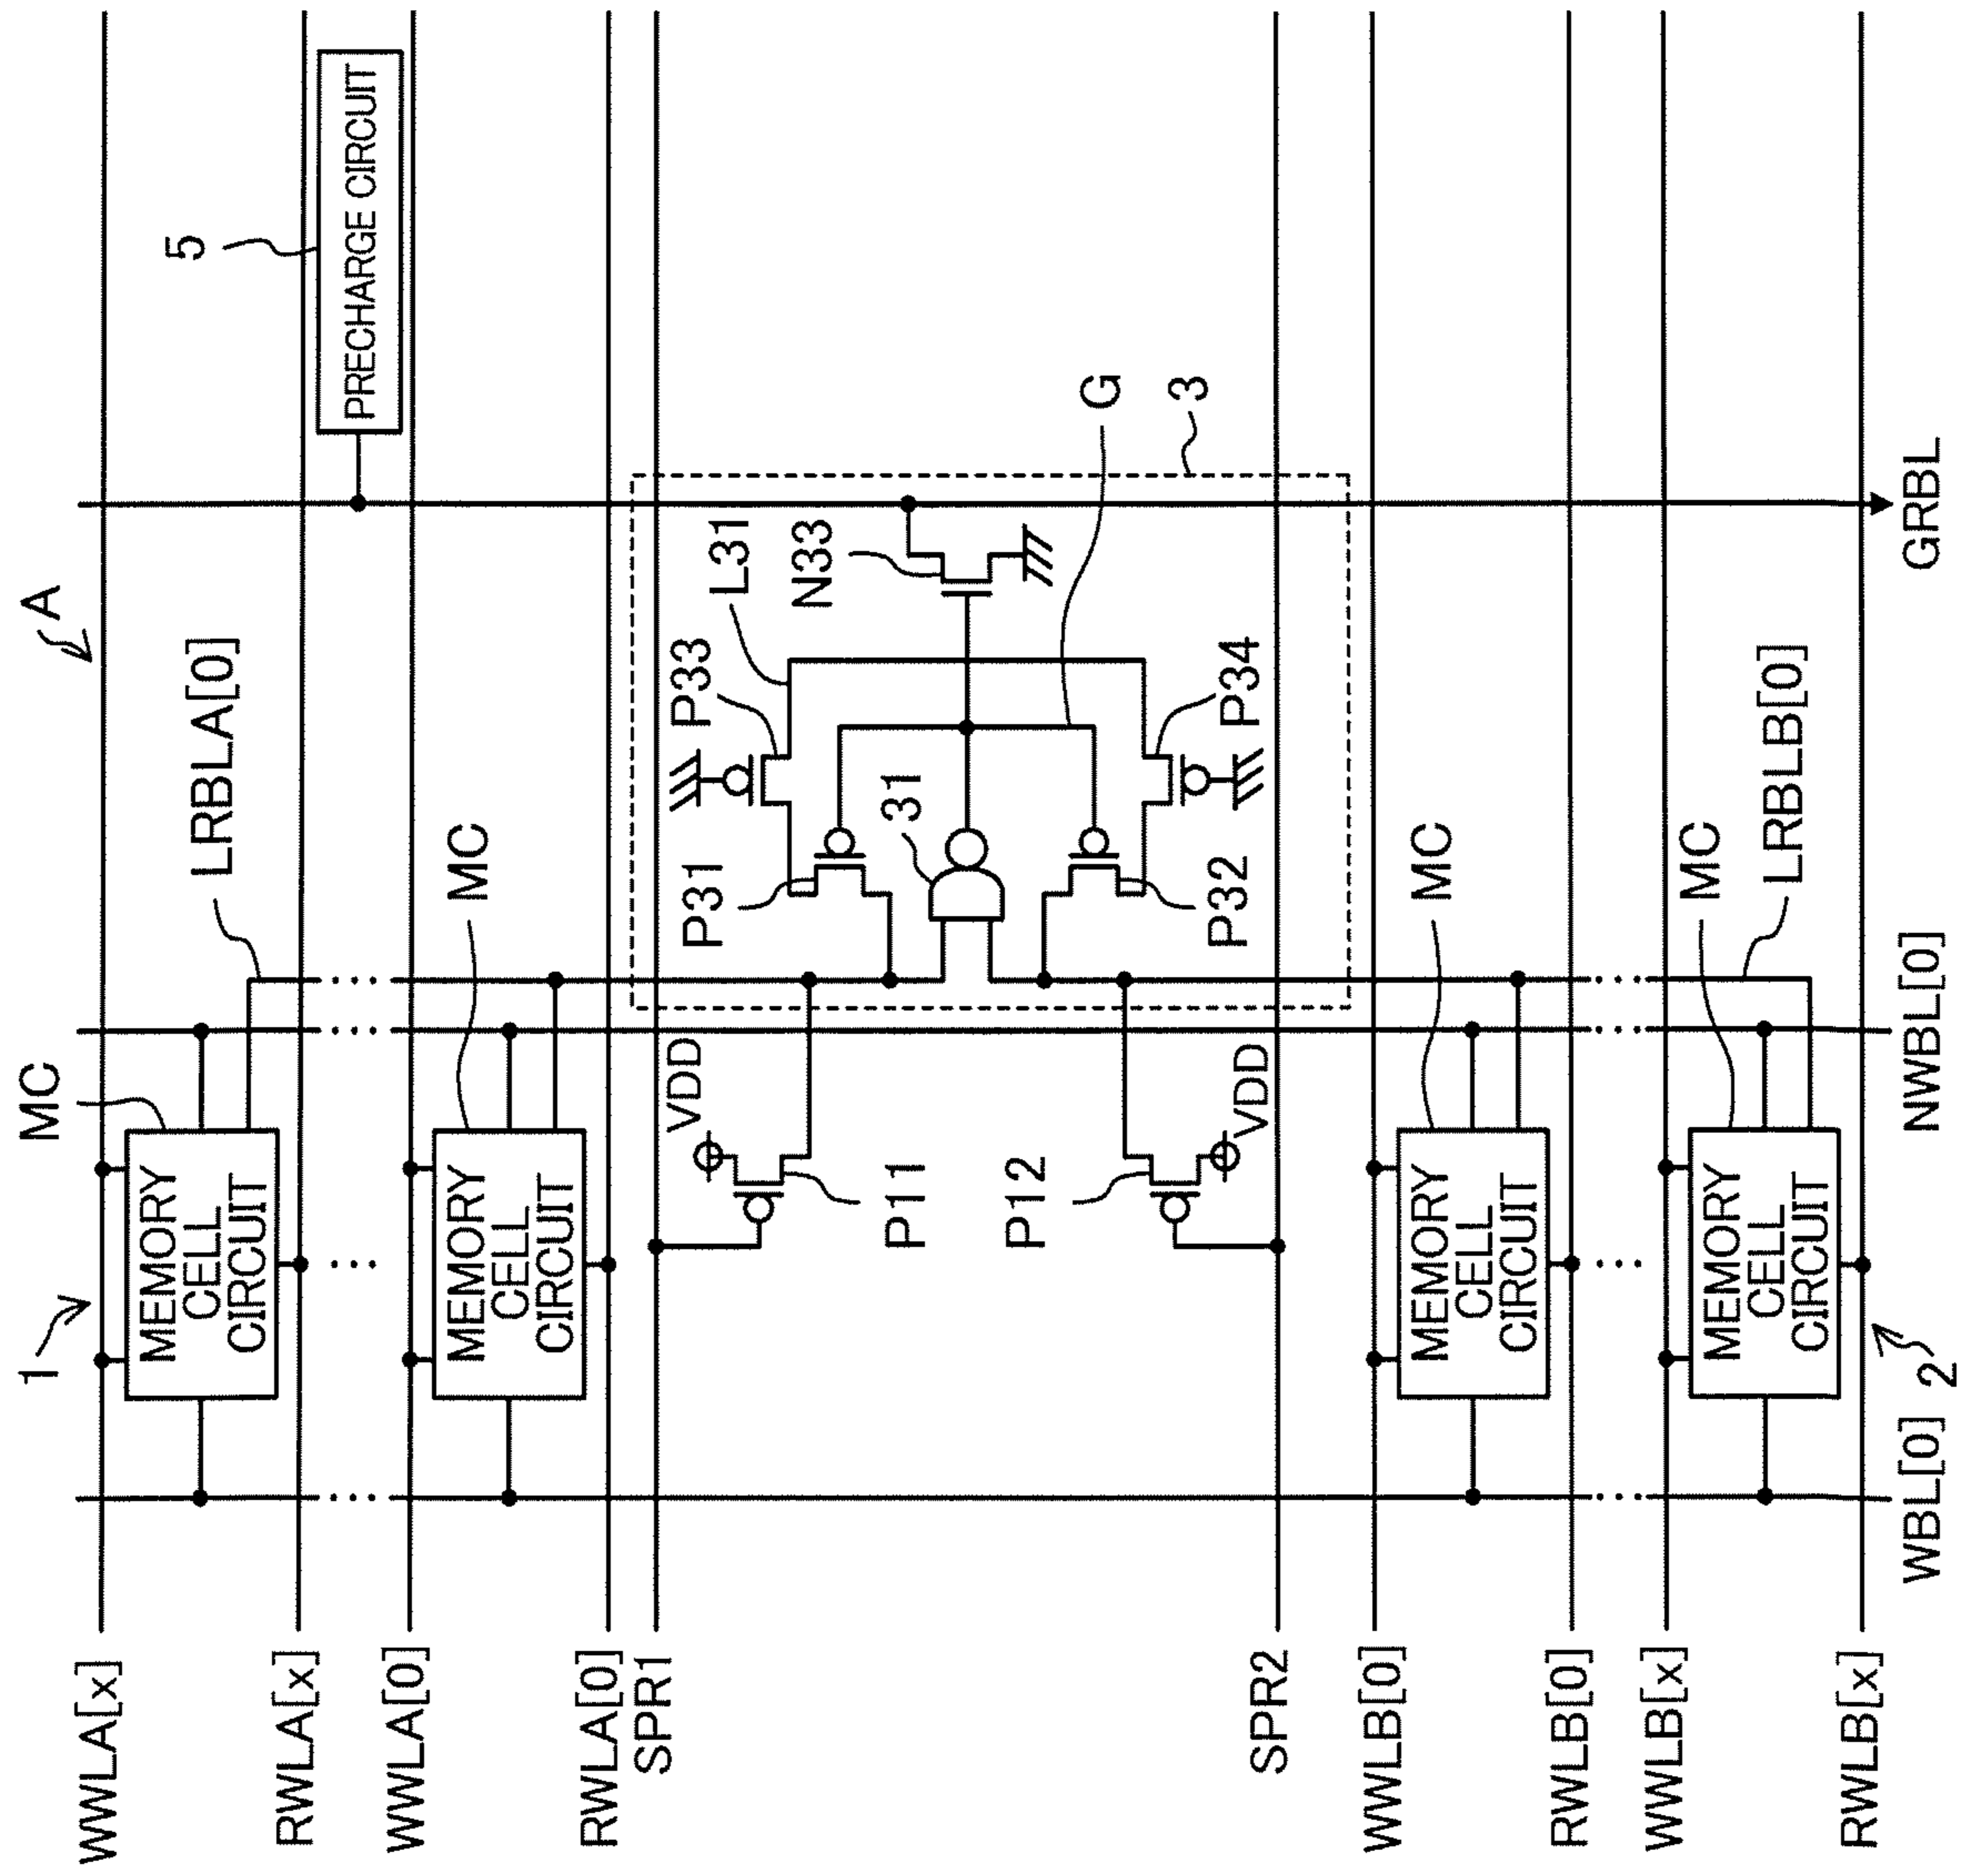 WWLA[x]
RWLA[x]
WWLA[0]
RWLA[0]
SPR1
SPR2
WWLB[0]
RWLB[0]
WWLB[x]
RWLB[x]
1
MEMORY
CELL
CIRCUIT
MC
MEMORY
CELL
CIRCUIT
MC
LRBLA[0]
A
5
PRECHARGE CIRCUIT
VDD
P11
P12
VDD
P31
31
P32
P33
P34
L31
N33
G
3
MEMORY
CELL
CIRCUIT
MC
MEMORY
CELL
CIRCUIT
MC
LRBLB[0]
2
WBL[0]
NWBL[0]
GRBL